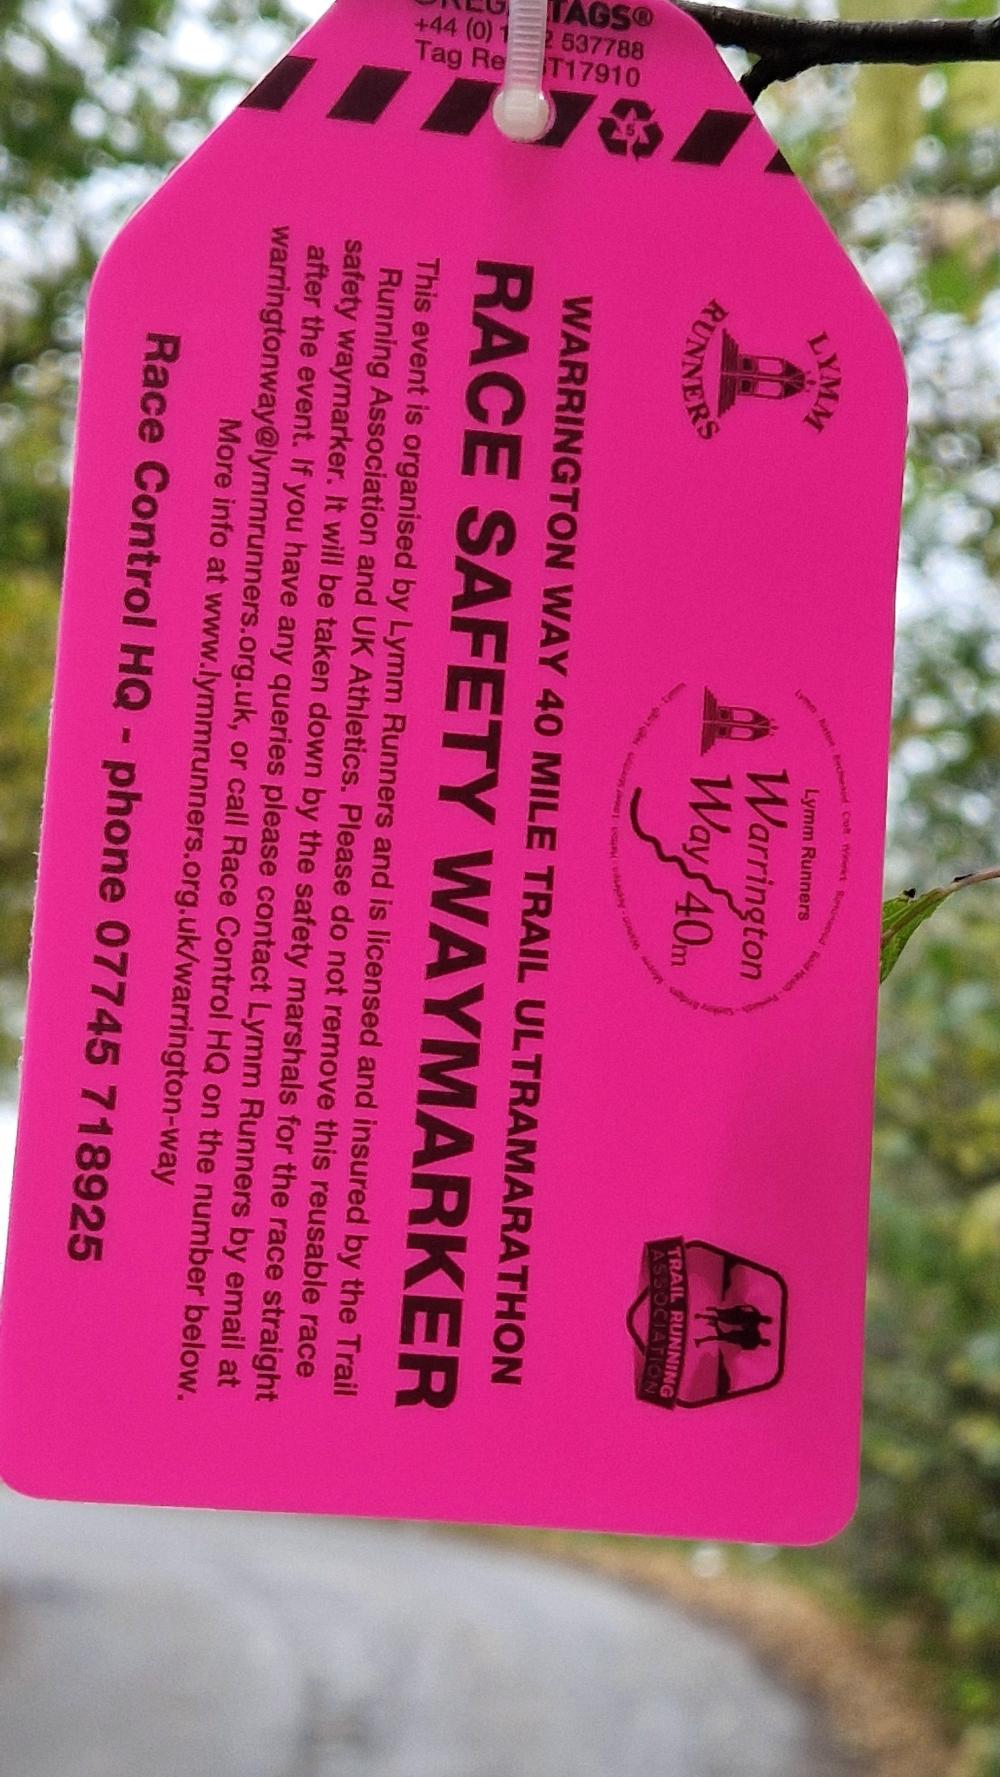 TAGS®
+44 (0) 537788
Tag T17910
LYMM
RUNNERS
Lymm Runners
Warrington
Way 40m
TRAIL RUNNING
ASSOCIATION
WARRINGTON WAY 40 MILE TRAIL ULTRAMARATHON
RACE SAFETY WAYMARKER
This event is organised by Lymm Runners and is licensed and insured by the Trail
Running Association and UK Athletics. Please do not remove this reusable race
safety waymarker. It will be taken down by the safety marshals for the race straight
after the event. If you have any queries please contact Lymm Runners by email at
warringtonway@lymmrunners.org.uk, or call Race Control HQ on the number below.
More info at www.lymmrunners.org.uk/warrington-way
Race Control HQ - phone 07745 718925